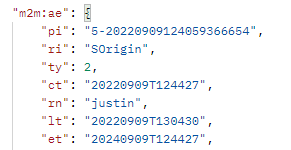 "m2m:ae": {
"pi": "5-20220909124059366654",
"ri": "SOrigin",
"ty": 2,
"ct": "20220909T124427",
"rn": "justin",
"lt": "20220909T130430",
"et": "20240909T124427",